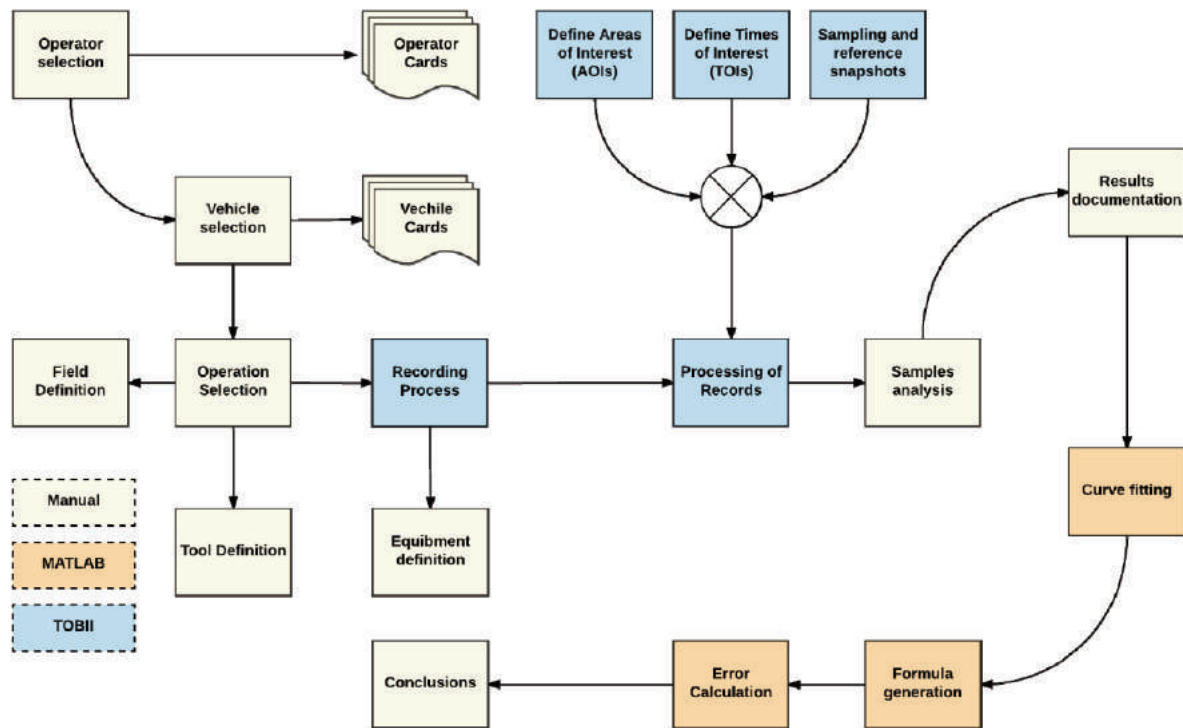 Operator
selection
Operator
Cards
Define Areas
of Interest
(AOIs)
Define Times
of Interest
(TOIs)
Sampling and
reference
snapshots
Vehicle
selection
Vechile
Cards
Results
documentation
Field
Definition
Operation
Selection
Recording
Process
Processing of
Records
Samples
analysis
Manual
MATLAB
TOBII
Tool Definition
Equibment
definition
Curve fitting
Conclusions
Error
Calculation
Formula
generation